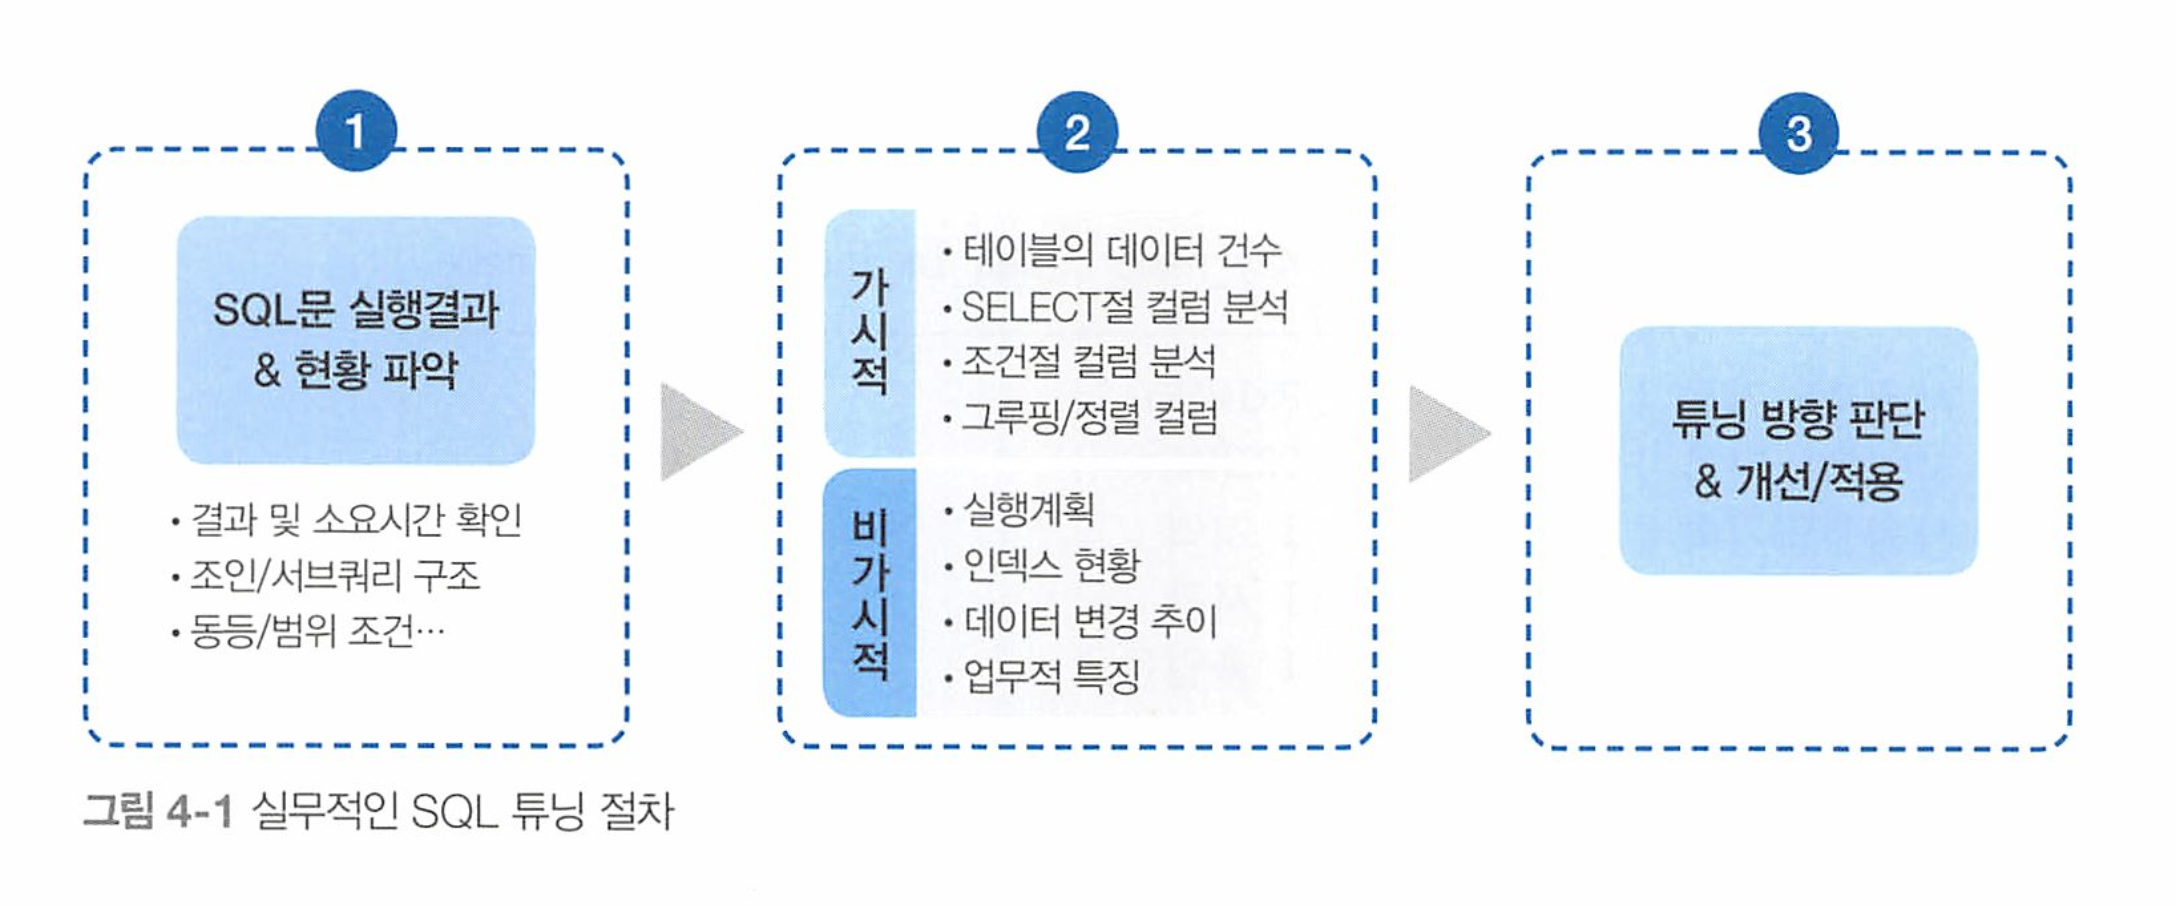 1
SQL문 실행결과
& 현황 파악
• 결과 및 소요시간 확인
• 조인/서브쿼리 구조
• 동등/범위 조건…
2
가시적
• 테이블의 데이터 건수
• SELECT절 컬럼 분석
• 조건절 컬럼 분석
• 그루핑/정렬 컬럼
비가시적
• 실행계획
• 인덱스 현황
• 데이터 변경 추이
• 업무적 특징
3
튜닝 방향 판단
& 개선/적용
그림 4-1 실무적인 SQL 튜닝 절차